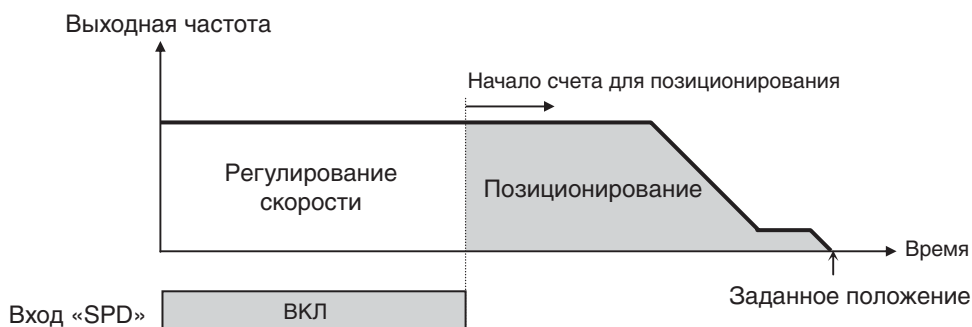 Выходная частота
Начало счета для позиционирования
Регулирование
скорости
Позиционирование
Время
Заданное положение
Вход «SPD»
ВКЛ